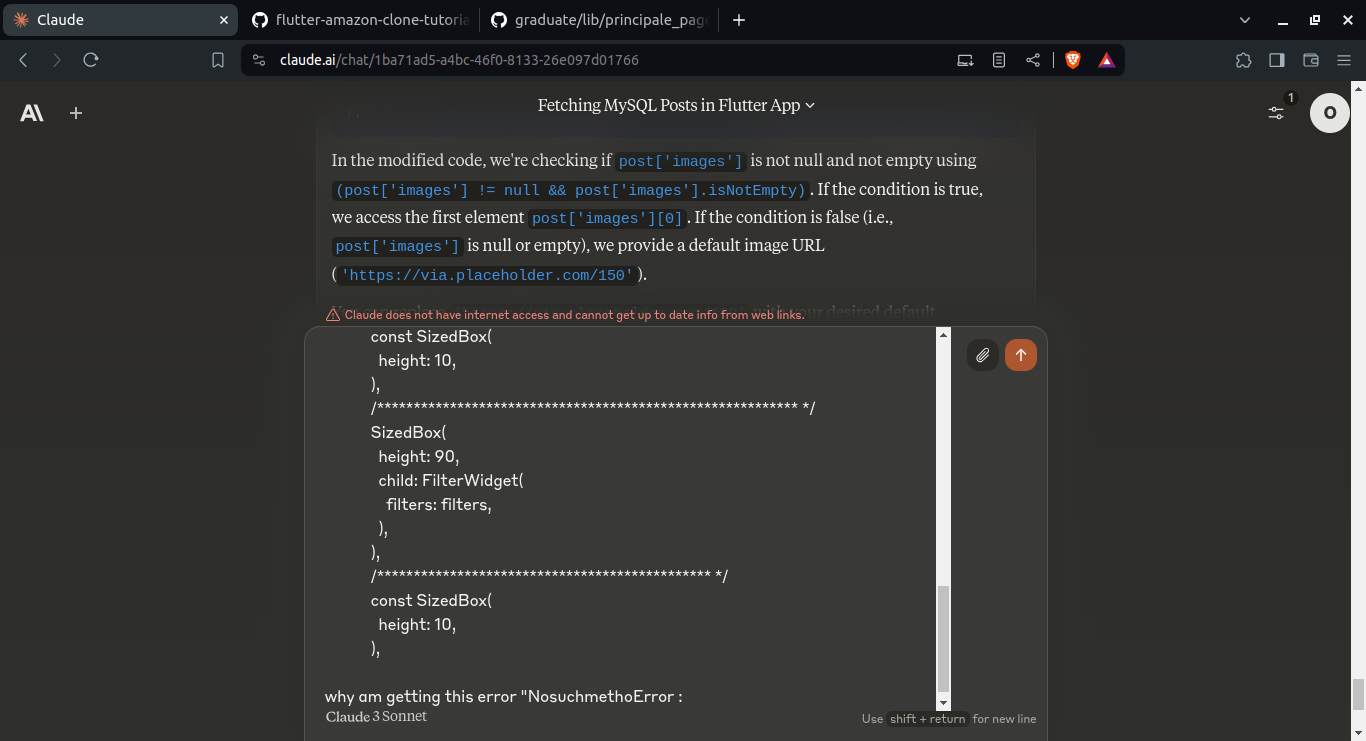 Claude
flutter-amazon-clone-tutoria
graduate/lib/principale_page
claude.ai/chat/1ba71ad5-a4bc-46f0-8133-26e097d01766
Fetching MySQL Posts in Flutter App
1
O
In the modified code, we're checking if post['images'] is not null and not empty using
(post['images'] != null && post['images'].isNotEmpty). If the condition is true,
we access the first element post['images'][0]. If the condition is false (i.e.,
post['images'] is null or empty), we provide a default image URL
('https://via.placeholder.com/150').
with your desired default
Claude does not have internet access and cannot get up to date info from web links.
const SizedBox(
height: 10,
),
/********************************************************** */
SizedBox(
height: 90,
child: FilterWidget(
filters: filters,
),
),
/********************************************** */
const SizedBox(
height: 10,
),
why am getting this error "NosuchmethoError :
Claude 3 Sonnet
Use shift + return for new line